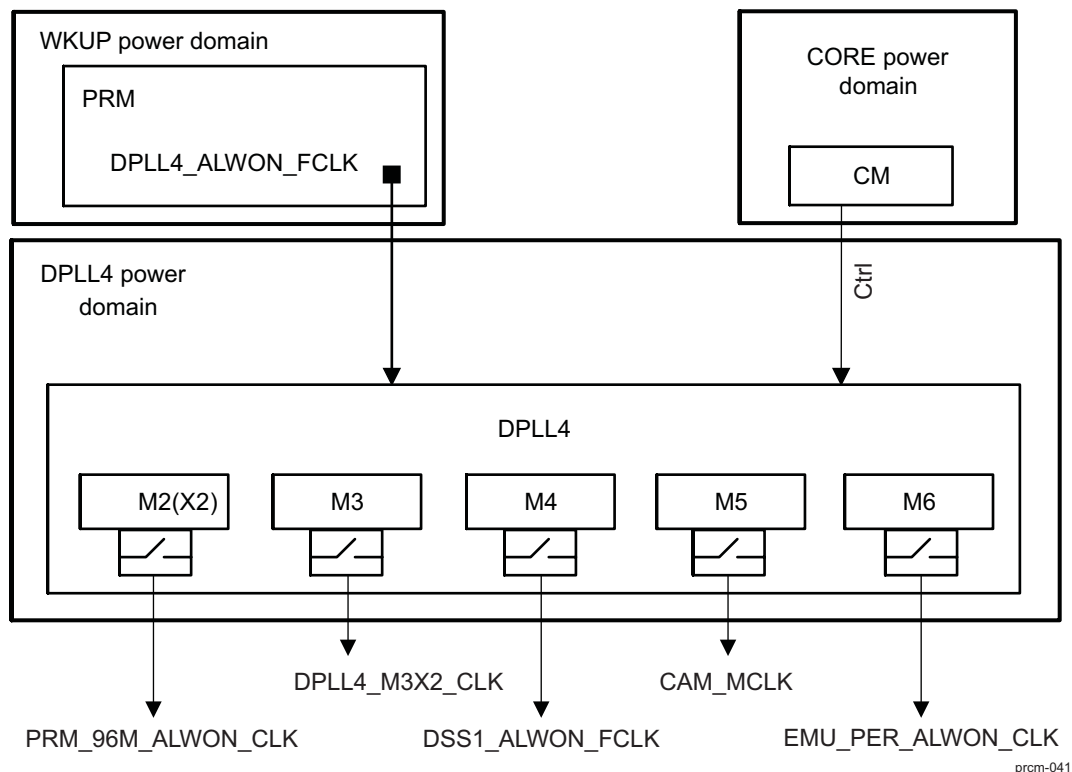 WKUP power domain
PRM
DPLL4_ALWON_FCLK
CORE power
domain
CM
DPLL4 power
domain
Ctrl
DPLL4
M2(X2)
M3
M4
M5
M6
DPLL4_M3X2_CLK
CAM_MCLK
PRM_96M_ALWON_CLK
DSS1_ALWON_FCLK
EMU_PER_ALWON_CLK
prcm-041